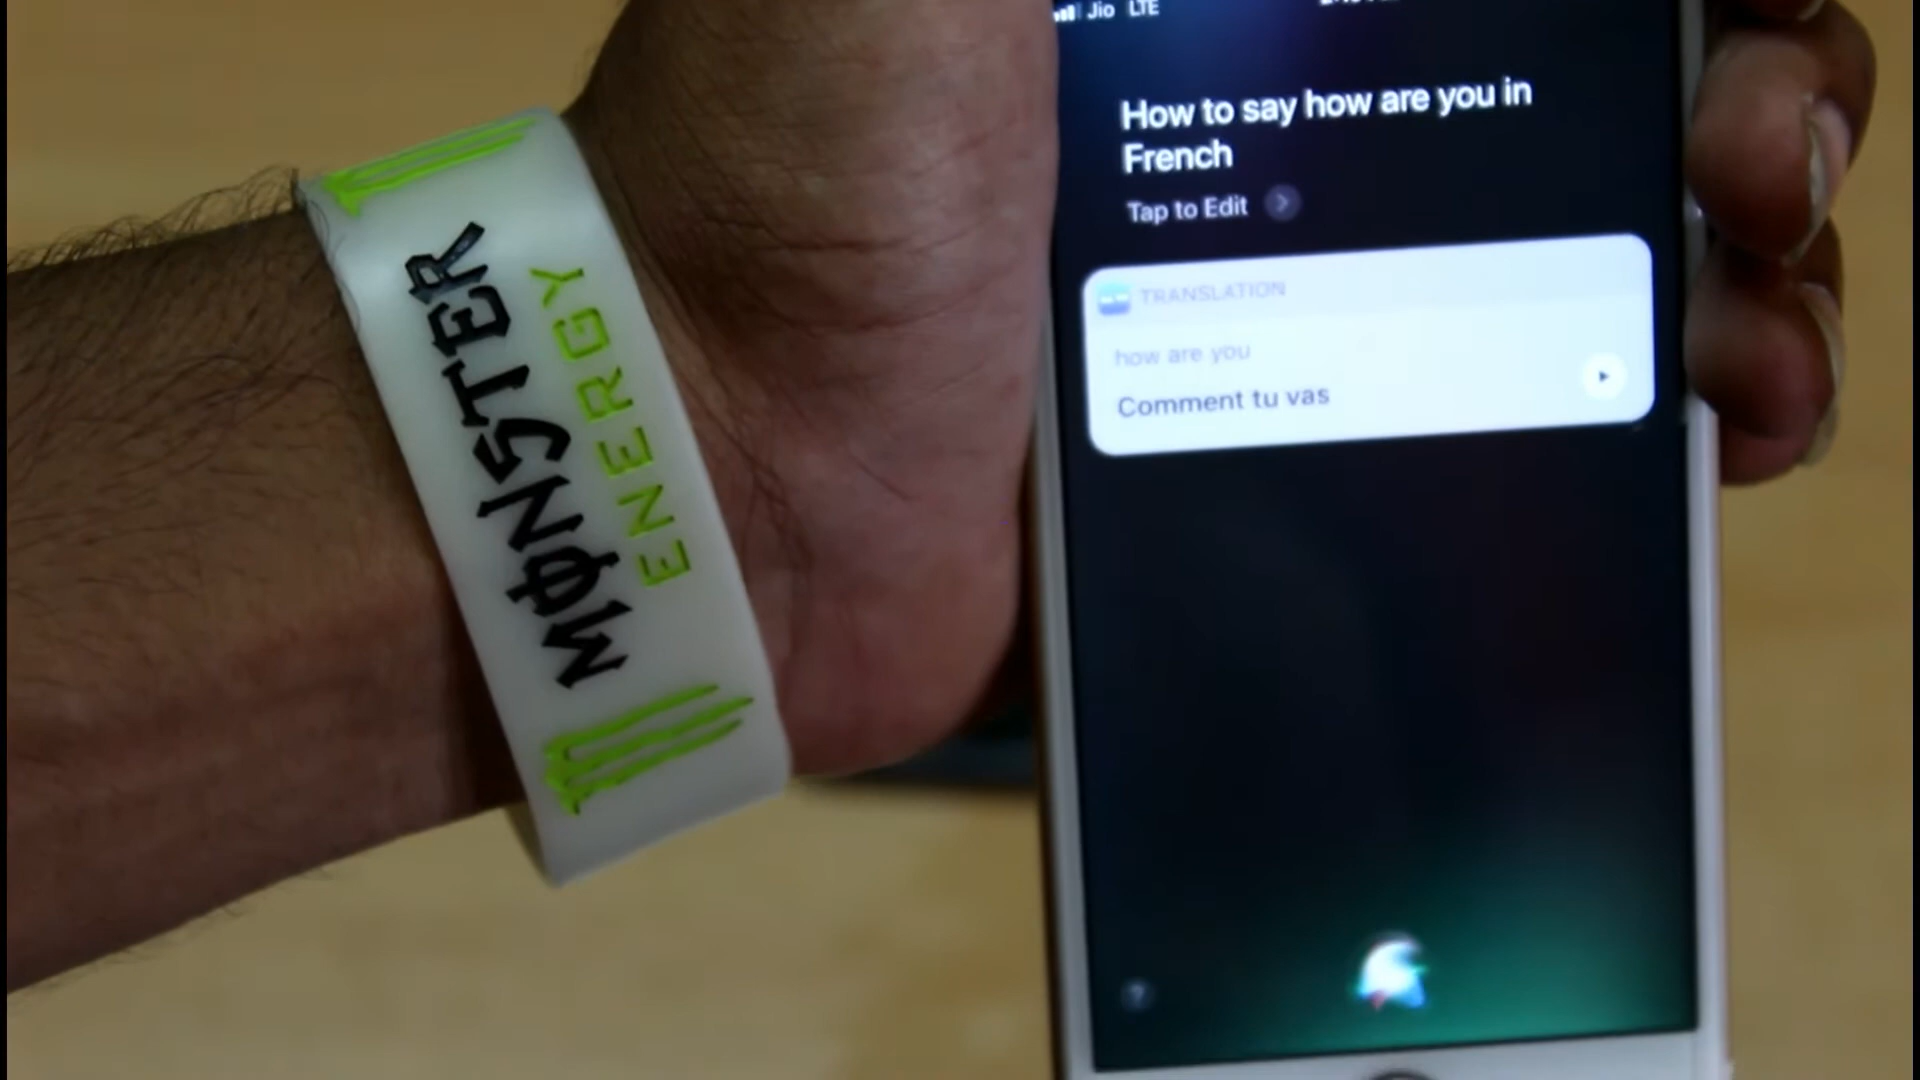 MONSTER
ENERGY
Jio LTE
How to say how are you in
French
Tap to Edit
TRANSLATION
how are you
Comment tu vas
?